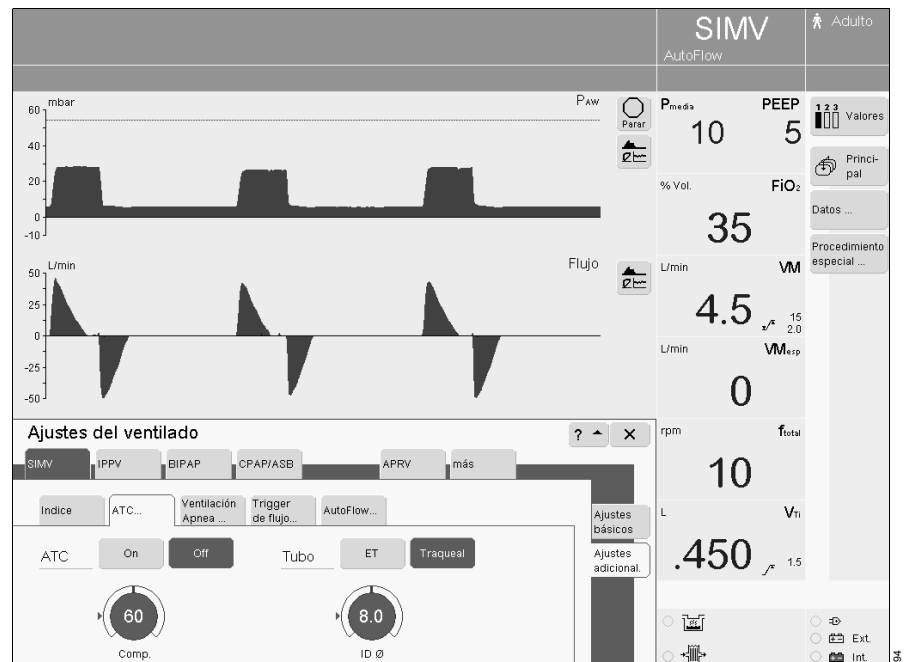 SIMV
AutoFlow
Adulto
mbar
PAW
60
40
20
0
-10
Parar
L/min
Flujo
50
25
0
-25
-50
Pmedia PEEP
10 5
% Vol. FiO2
35
L/min VM
4.5 15
2.0
L/min VMesp
0
rpm ftotal
10
L VTi
.450 1.5
1 2 3
Valores
Princi-
pal
Datos ...
Procedimiento
especial ...
Ajustes del ventilado
?
SIMV IPPV BIPAP CPAP/ASB APRV más
Indice ATC... Ventilación
Apnea ... Trigger
de flujo... AutoFlow...
Ajustes
básicos
Ajustes
adicional.
ATC On Off Tubo ET Traqueal
60 8.0
Comp. ID Ø
Ext.
Int.
94